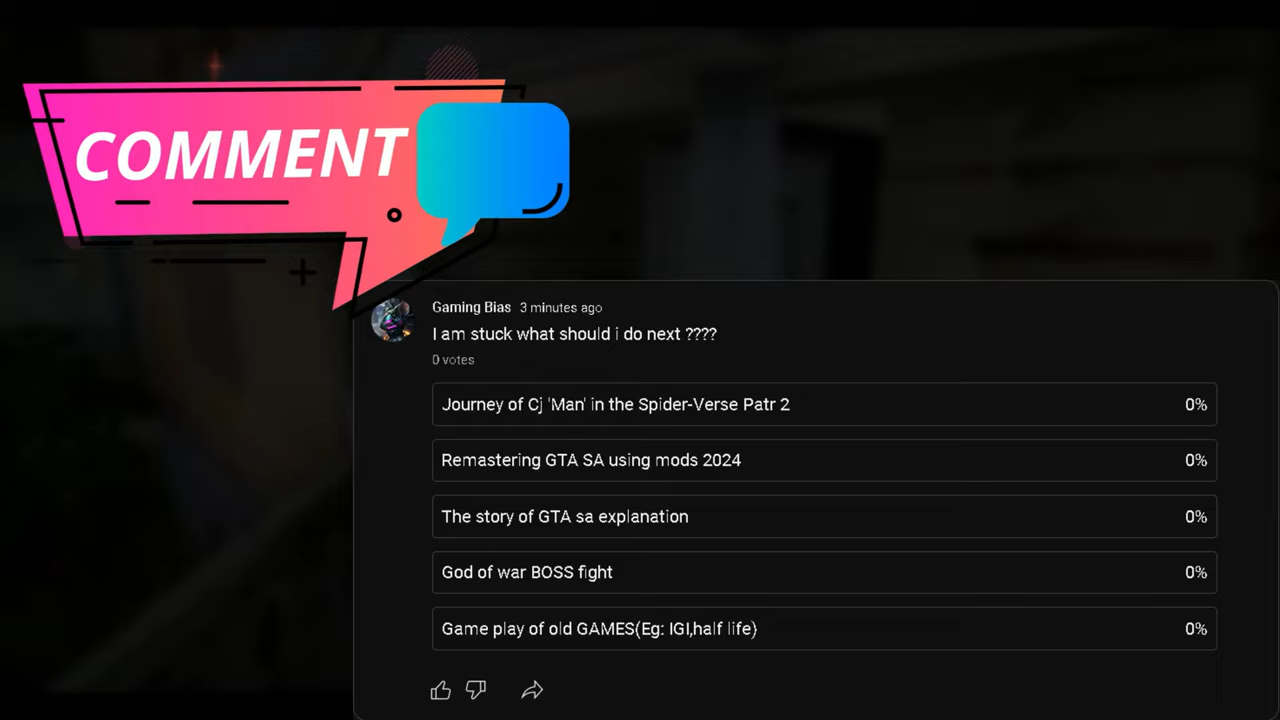 COMMENT
Gaming Bias 3 minutes ago
I am stuck what should i do next ????
0 votes
Journey of Cj 'Man' in the Spider-Verse Patr 2 0%
Remastering GTA SA using mods 2024 0%
The story of GTA sa explanation 0%
God of war BOSS fight 0%
Game play of old GAMES(Eg: IGI,half life) 0%